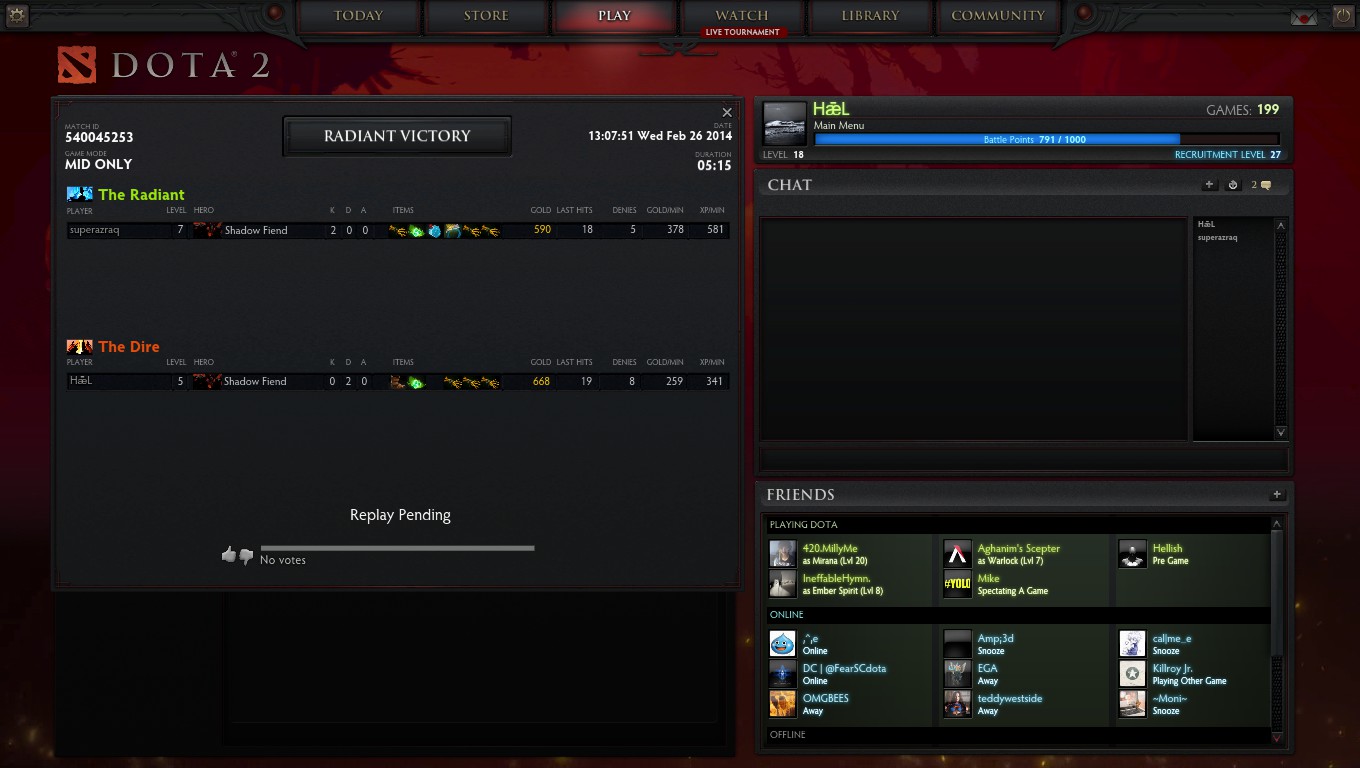 TODAY STORE PLAY WATCH LIBRARY COMMUNITY
LIVE TOURNAMENT
DOTA 2
MATCH ID
540045253
GAME MODE
MID ONLY
RADIANT VICTORY
DATE
13:07:51 Wed Feb 26 2014
DURATION
05:15
The Radiant
PLAYER LEVEL HERO K D A ITEMS GOLD LAST HITS DENIES GOLD/MIN XP/MIN
superazraq 7 Shadow Fiend 2 0 0 590 18 5 378 581
The Dire
PLAYER LEVEL HERO K D A ITEMS GOLD LAST HITS DENIES GOLD/MIN XP/MIN
HǣL 5 Shadow Fiend 0 2 0 668 19 8 259 341
Replay Pending
No votes
HǣL GAMES: 199
Main Menu
Battle Points 791 / 1000
LEVEL 18 RECRUITMENT LEVEL 27
CHAT 2
HǣL
superazraq
FRIENDS
PLAYING DOTA
420.MillyMe Aghanim's Scepter Hellish
as Mirana (Lvl 20) as Warlock (Lvl 7) Pre Game
IneffableHymn. #YOLO Mike
as Ember Spirit (Lvl 8) Spectating A Game
ONLINE
,^¡e Amp¡3d cal|me_e
Online Snooze Snooze
DC | @FearSCdota EGA Killroy Jr.
Online Away Playing Other Game
OMGBEES teddywestside ~Moni~
Away Away Snooze
OFFLINE